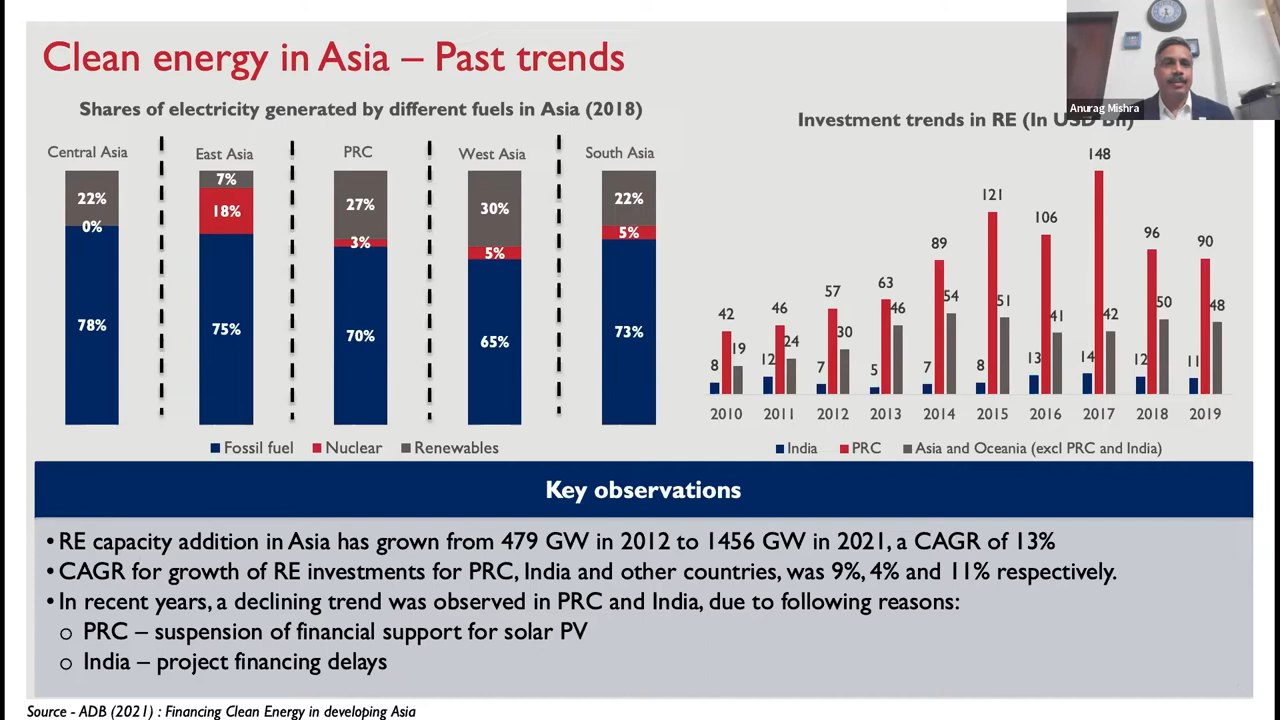 Clean energy in Asia – Past trends
Anurag Mishra
Shares of electricity generated by different fuels in Asia (2018)
Central Asia
East Asia
PRC
West Asia
South Asia
22%
0%
78%
7%
18%
75%
27%
3%
70%
30%
5%
65%
22%
5%
73%
Fossil fuel
Nuclear
Renewables
Investment trends in RE (In USD Bn)
8 42 19
12 46 24
7 57 30
5 63 46
7 89 54
8 121 51
13 106 41
14 148 42
12 96 50
11 90 48
2010 2011 2012 2013 2014 2015 2016 2017 2018 2019
India
PRC
Asia and Oceania (excl PRC and India)
Key observations
• RE capacity addition in Asia has grown from 479 GW in 2012 to 1456 GW in 2021, a CAGR of 13%
• CAGR for growth of RE investments for PRC, India and other countries, was 9%, 4% and 11% respectively.
• In recent years, a declining trend was observed in PRC and India, due to following reasons:
o PRC – suspension of financial support for solar PV
o India – project financing delays
Source - ADB (2021) : Financing Clean Energy in developing Asia